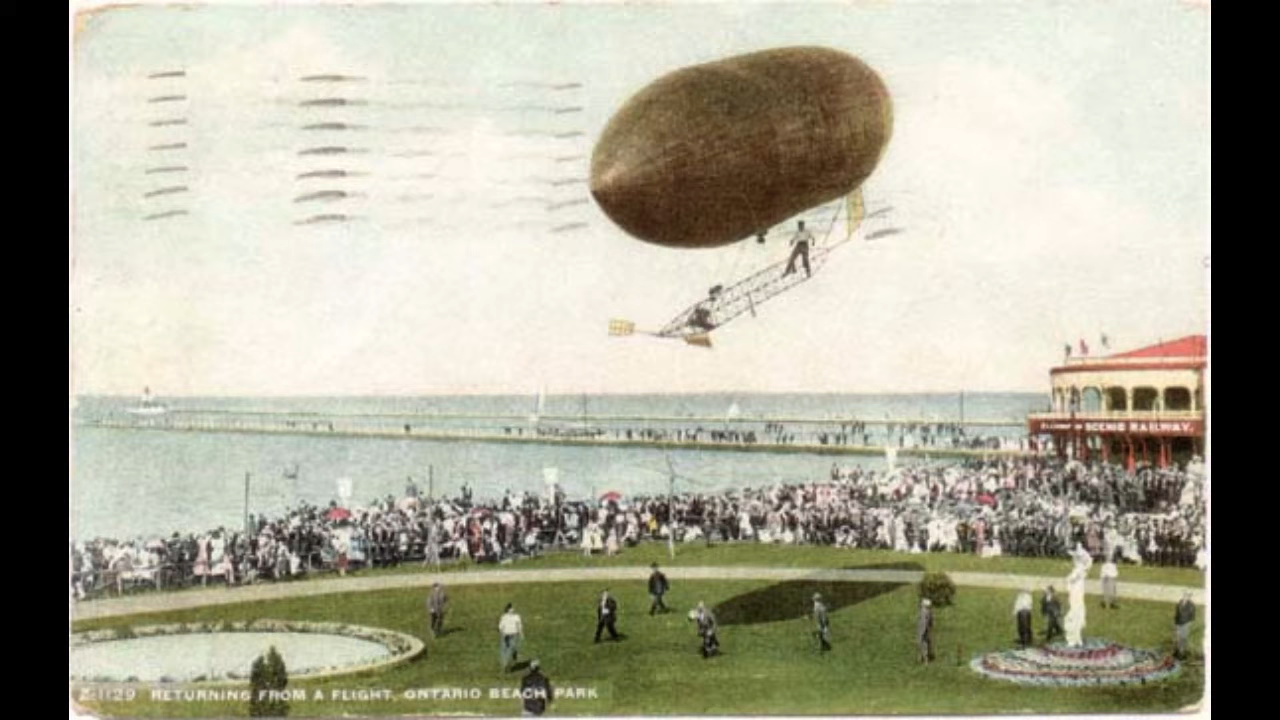 SCENIC RAILWAY.
Z-1129 RETURNING FROM A FLIGHT, ONTARIO BEACH PARK